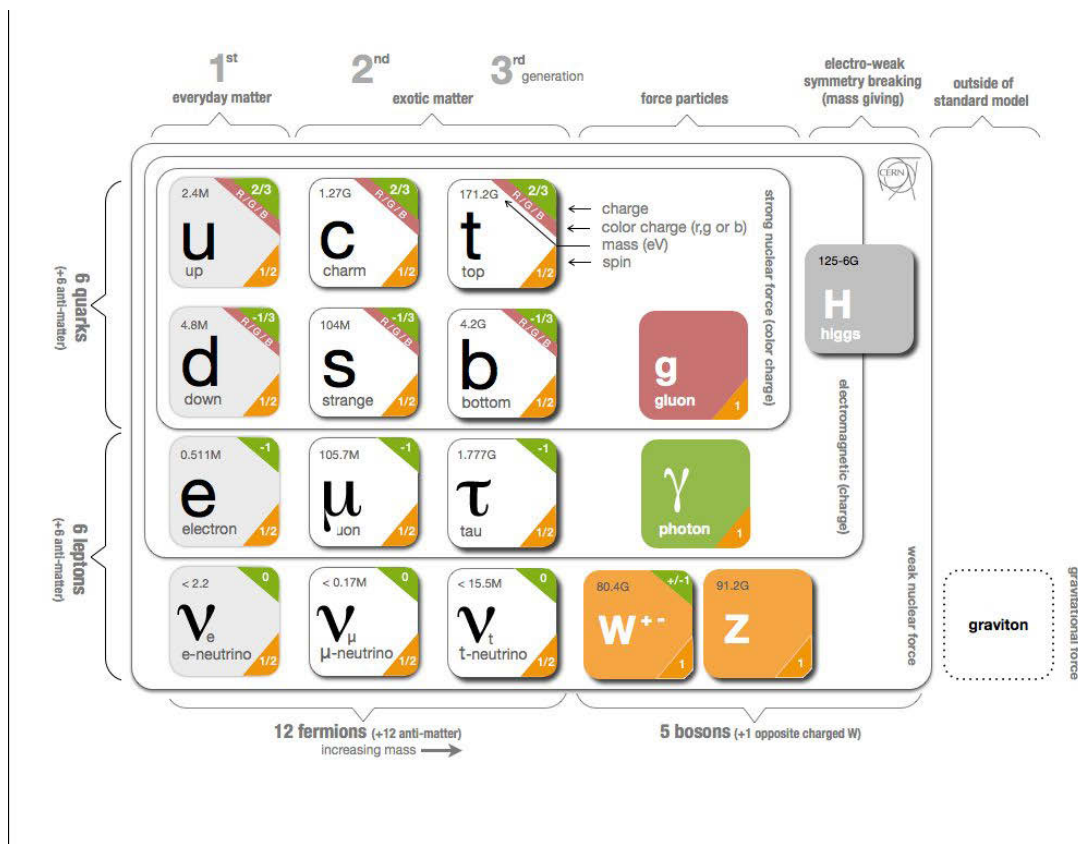 1st
2nd
3rd generation
everyday matter
exotic matter
force particles
electro-weak
symmetry breaking
(mass giving)
outside of
standard model
CERN
6 quarks
(+6 anti-matter)
2.4M
2/3
R/G/B
u
up
1/2
1.27G
2/3
R/G/B
c
charm
1/2
171.2G
2/3
R/G/B
t
top
1/2
charge
color charge (r,g or b)
mass (eV)
spin
strong nuclear force (color charge)
125-6G
H
higgs
4.8M
-1/3
R/G/B
d
down
1/2
104M
-1/3
R/G/B
s
strange
1/2
4.2G
-1/3
R/G/B
b
bottom
1/2
g
gluon
1
electromagnetic (charge)
6 leptons
(+6 anti-matter)
0.511M
-1
e
electron
1/2
105.7M
-1
μ
uon
1/2
1.777G
-1
τ
tau
1/2
γ
photon
1
weak nuclear force
< 2.2
0
νe
e-neutrino
1/2
< 0.17M
0
νμ
μ-neutrino
1/2
< 15.5M
0
νt
t-neutrino
1/2
80.4G
+/-1
W+-
1
91.2G
Z
1
graviton
gravitational force
12 fermions (+12 anti-matter)
increasing mass
5 bosons (+1 opposite charged W)